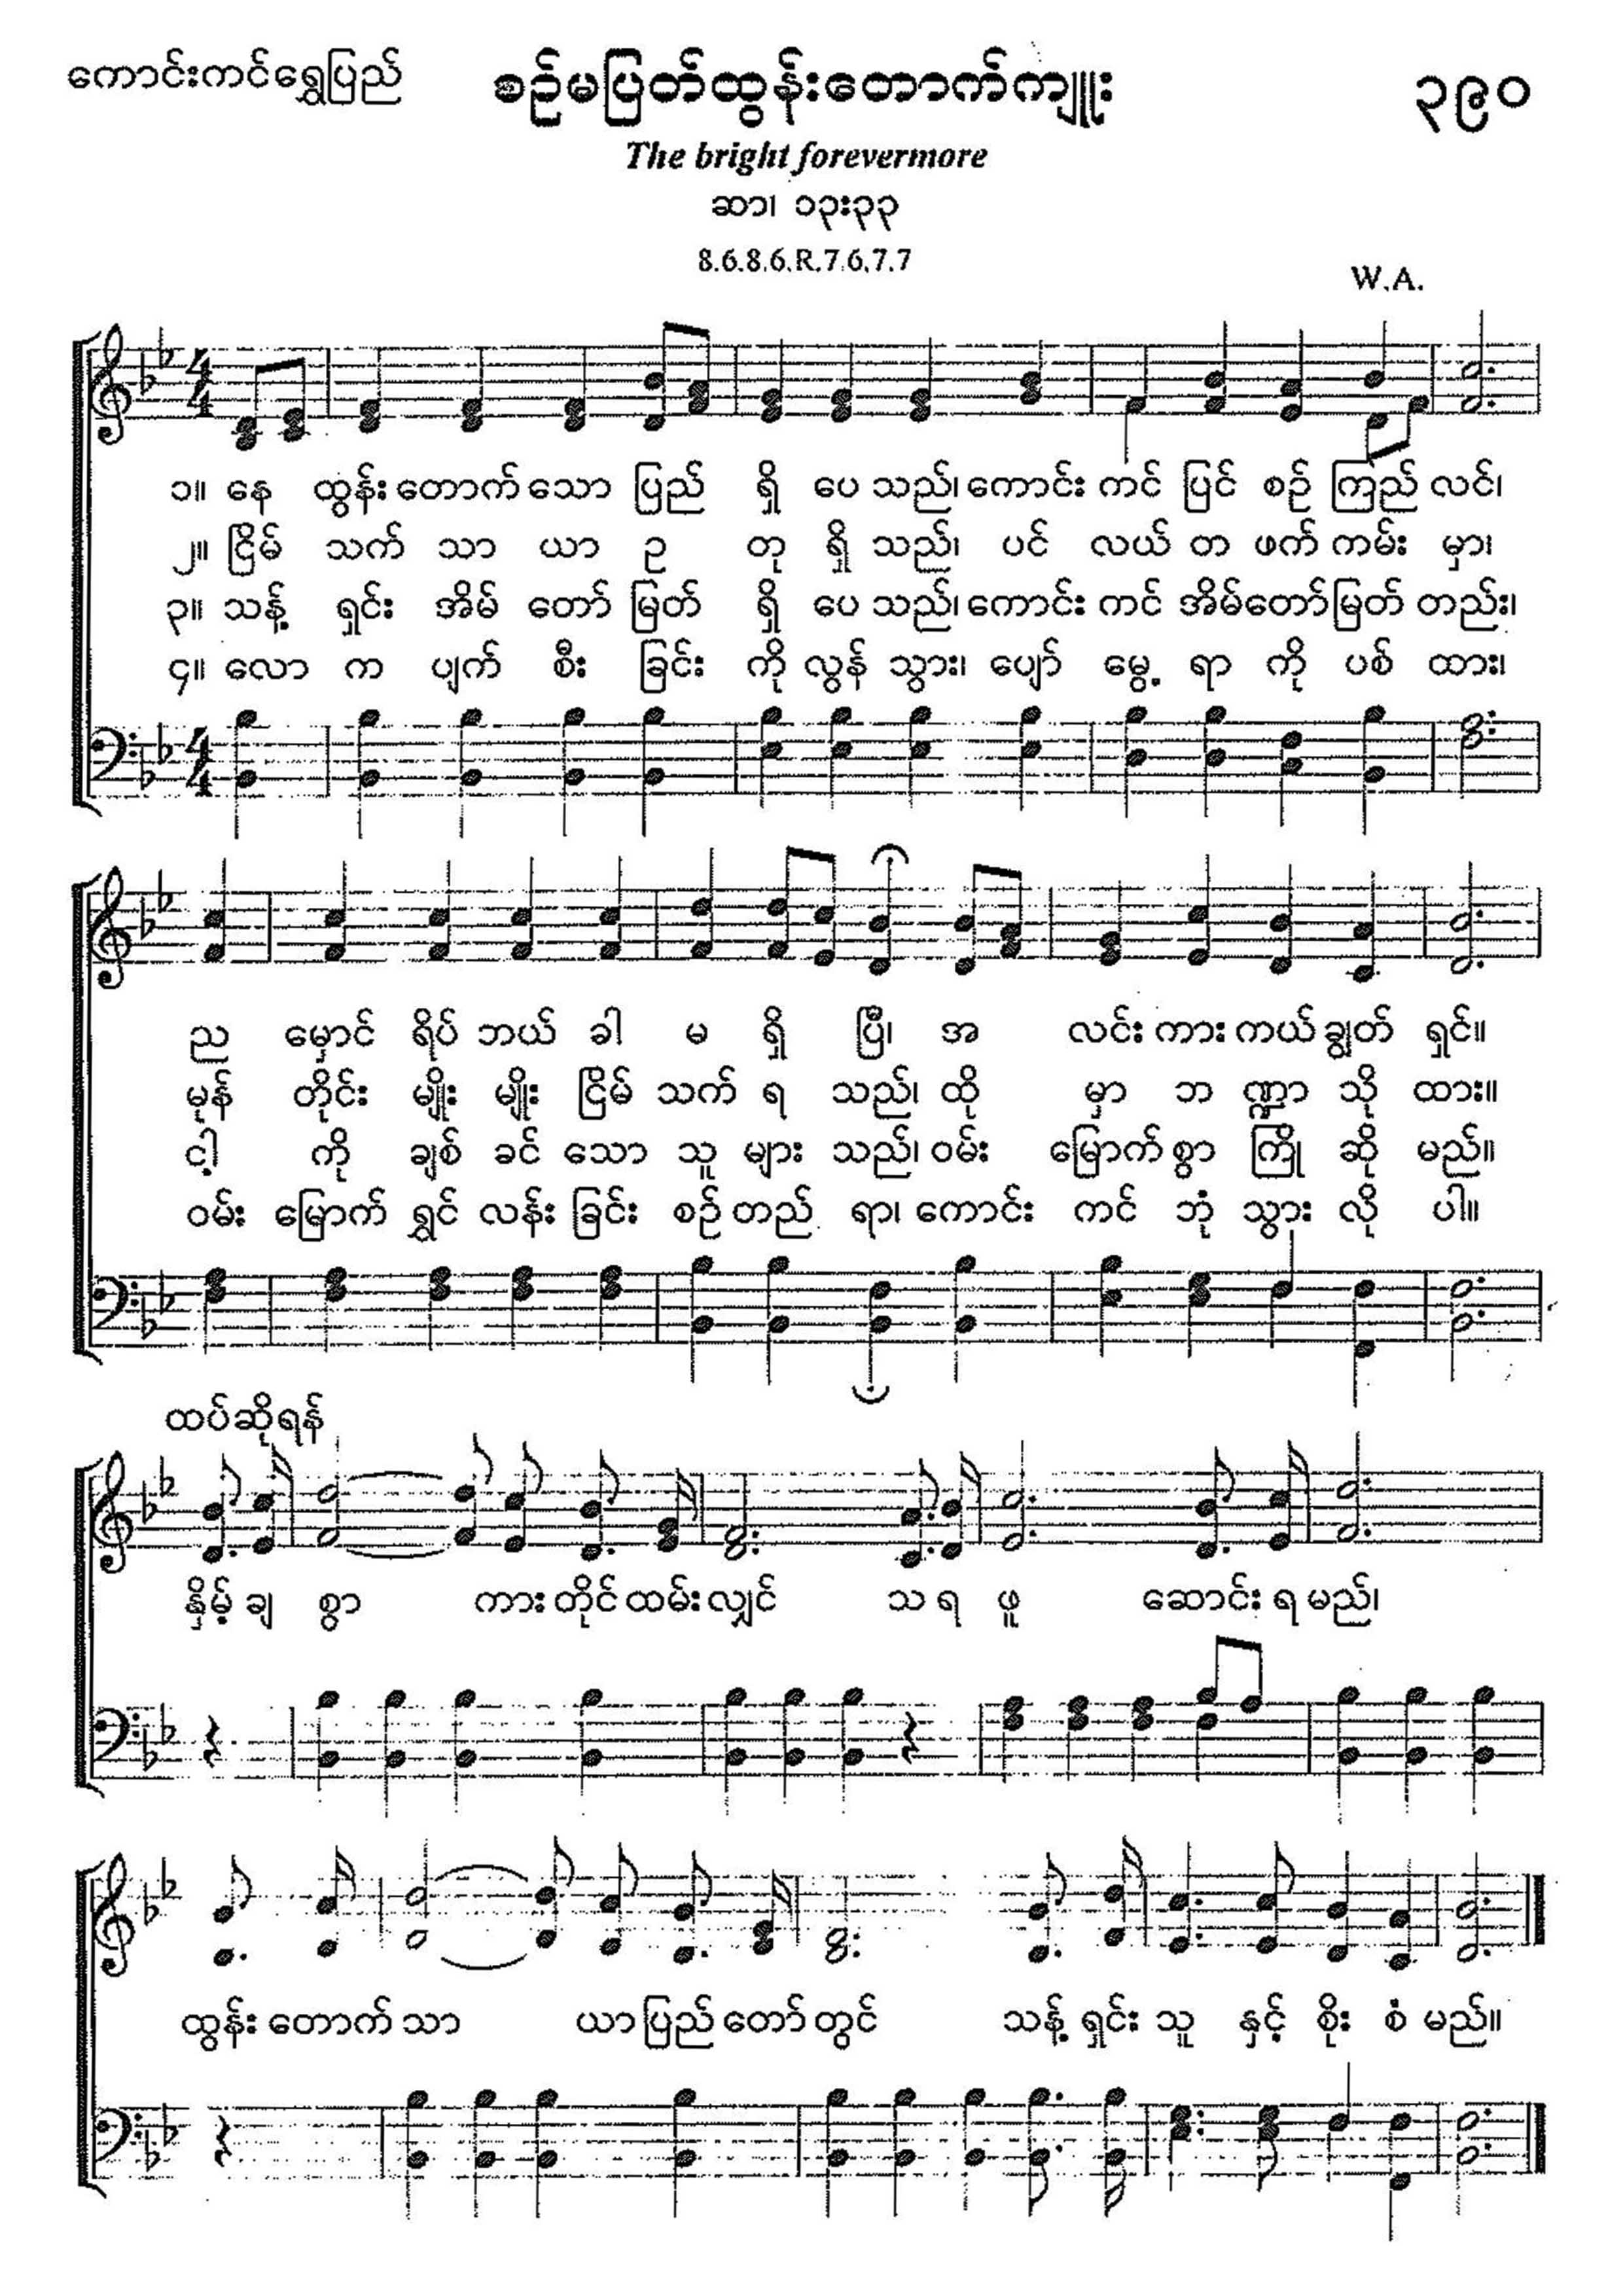 ကောင်းကင်ရွှေပြည်
စဉ်မပြတ်ထွန်းတောက်ကျူး
၃၉၀
The bright forevermore
ဆာ၊ ၁၃း၃၃
8.6.8.6.R.7.6.7.7
W.A.
၁။ နေ ထွန်း တောက် သော ပြည် ရှိ ပေ သည်၊ ကောင်း ကင် ပြင် စဉ် ကြည် လင်၊
၂။ ငြိမ် သက် သာ ယာ ဥ တု ရှိ သည်၊ ပင် လယ် တ ဖက် ကမ်း မှာ၊
၃။ သန့် ရှင်း အိမ် တော် မြတ် ရှိ ပေ သည်၊ ကောင်း ကင် အိမ်တော်မြတ် တည်း၊
၄။ လော က ပျက် စီး ခြင်း ကို လွန် သွား၊ ပျော် မွေ့ ရာ ကို ပစ် ထား၊
ည မှောင် ရိပ် ဘယ် ခါ မ ရှိ ပြီ၊ အ လင်း ကား ကယ် ချွတ် ရှင်။
မုန် တိုင်း မျိုး မျိုး ငြိမ် သက် ရ သည်၊ ထို မှာ ဘ ဏ္ဍာ သို ထား။
ငါ့ ကို ချစ် ခင် သော သူ များ သည်၊ ဝမ်း မြောက် စွာ ကြို ဆို မည်။
ဝမ်း မြောက် ရွှင် လန်း ခြင်း စဉ် တည် ရာ၊ ကောင်း ကင် ဘုံ သွား လို ပါ။
ထပ်ဆိုရန်
နှိမ့် ချ စွာ ကား တိုင် ထမ်း လျှင် သ ရ ဖူ ဆောင်း ရ မည်၊
ထွန်း တောက် သာ ယာ ပြည် တော် တွင် သန့် ရှင်း သူ နှင့် စိုး စံ မည်။